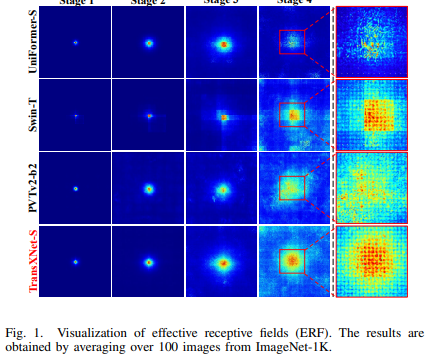 Stage 1 Stage 2 Stage 3 Stage 4
UniFormer-S
Swin-T
PVTv2-b2
TransXNet-S
Fig. 1. Visualization of effective receptive fields (ERF). The results are
obtained by averaging over 100 images from ImageNet-1K.